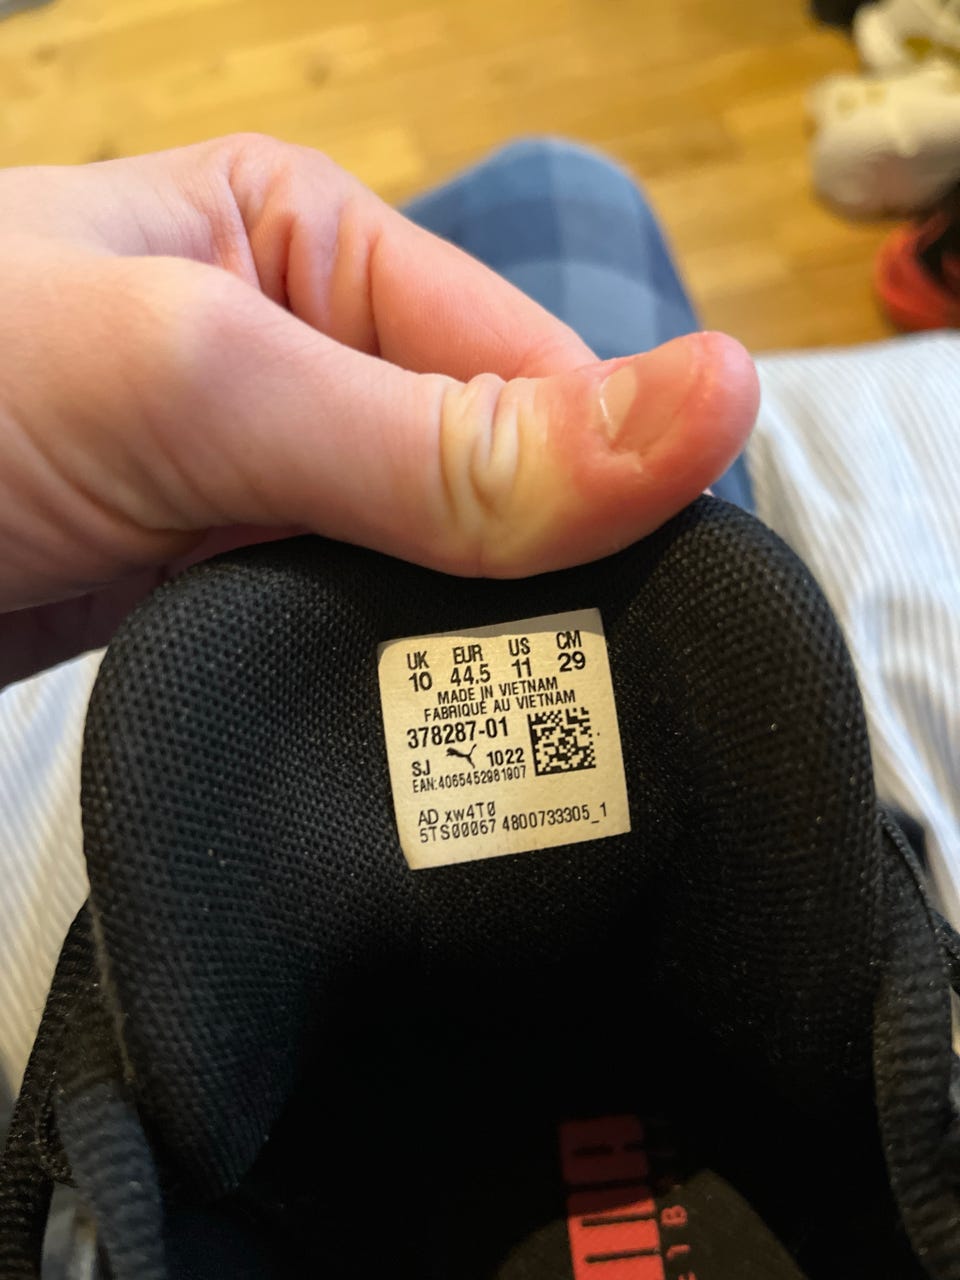 UK EUR US CM
10 44.5 11 29
MADE IN VIETNAM
FABRIQUÉ AU VIETNAM
378287-01
SJ 1022
EAN:4065452981907
AD xw4T0
5TS00067 4800733305_1